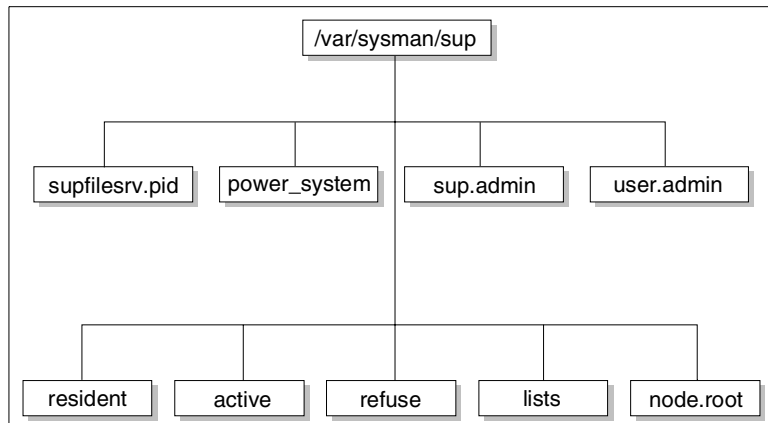 /var/sysman/sup
supfilesrv.pid
power_system
sup.admin
user.admin
resident
active
refuse
lists
node.root